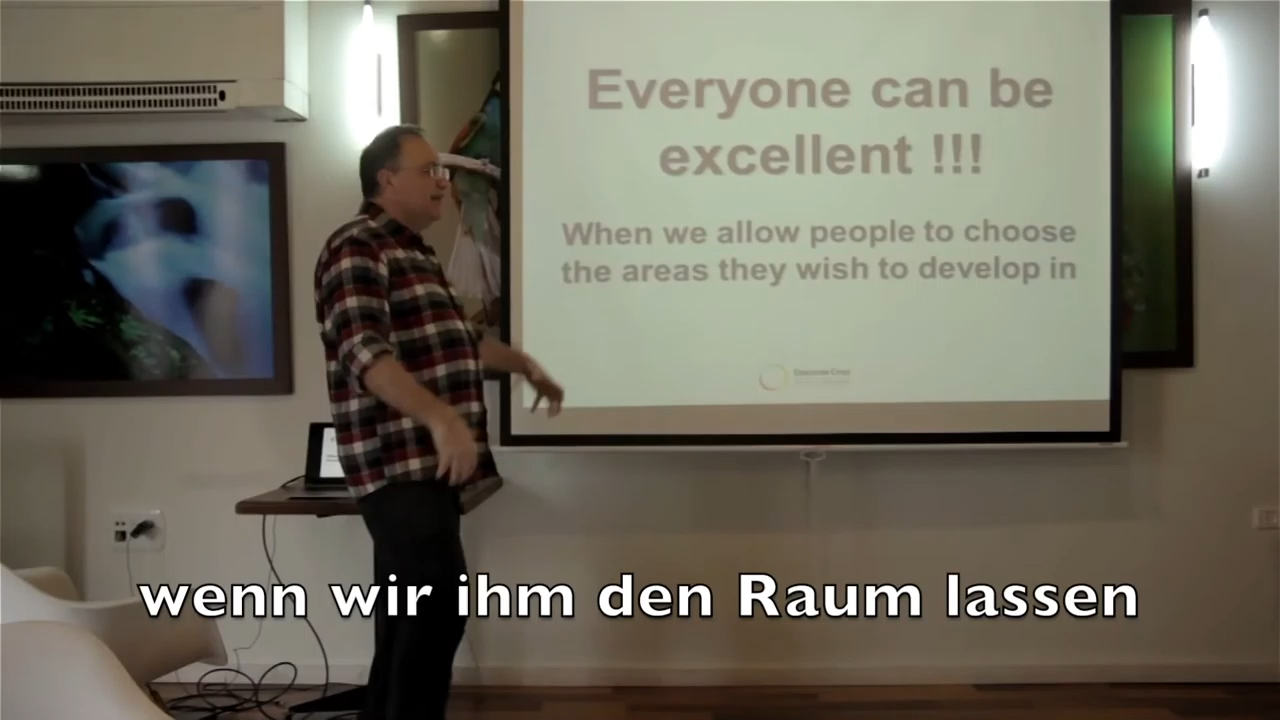 Everyone can be
excellent !!!
When we allow people to choose
the areas they wish to develop in
wenn wir ihm den Raum lassen